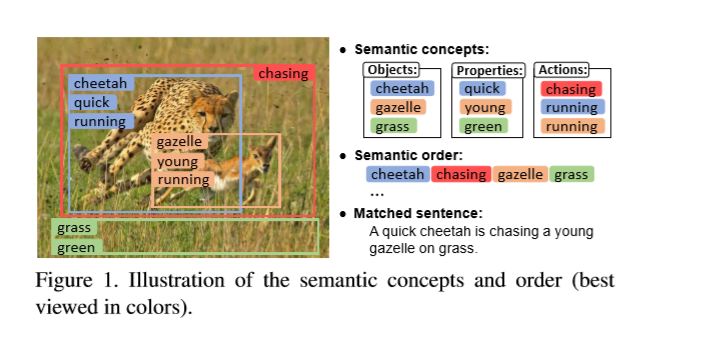 chasing
cheetah
quick
running
gazelle
young
running
grass
green
• Semantic concepts:
Objects: Properties: Actions:
cheetah quick chasing
gazelle young running
grass green running
• Semantic order:
cheetah chasing gazelle grass
...
• Matched sentence:
A quick cheetah is chasing a young
gazelle on grass.
Figure 1. Illustration of the semantic concepts and order (best
viewed in colors).